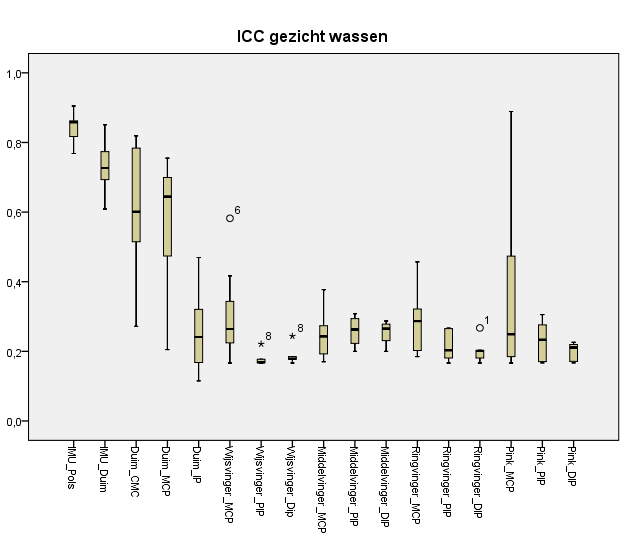 ICC gezicht wassen
1,0
0,8
0,6
0,4
0,2
0,0
6
8
8
1
IMU_Pols
IMU_Duim
Duim_CMC
Duim_MCP
Duim_IP
Wijsvinger_MCP
Wijsvinger_PIP
Wijsvinger_Dip
Middelvinger_MCP
Middelvinger_PIP
Middelvinger_DIP
Ringvinger_MCP
Ringvinger_PIP
Ringvinger_DIP
Pink_MCP
Pink_PIP
Pink_DIP